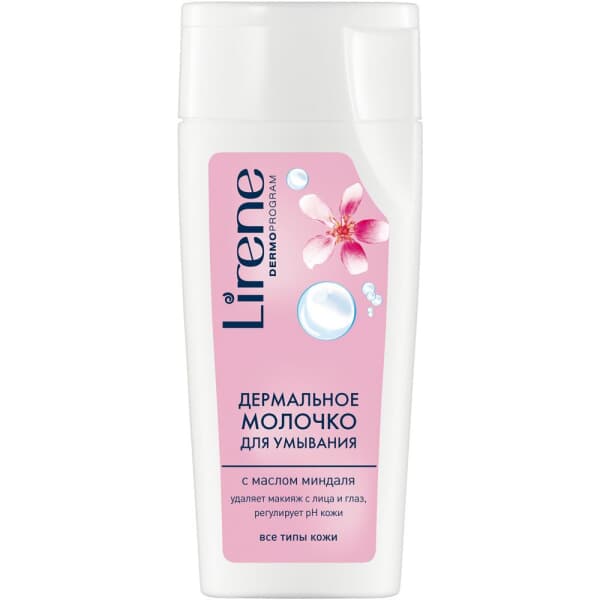 Lirene
DERMOPROGRAM
ДЕРМАЛЬНОЕ
МОЛОЧКО
ДЛЯ УМЫВАНИЯ
с маслом миндаля
удаляет макияж с лица и глаз,
регулирует pH кожи
все типы кожи